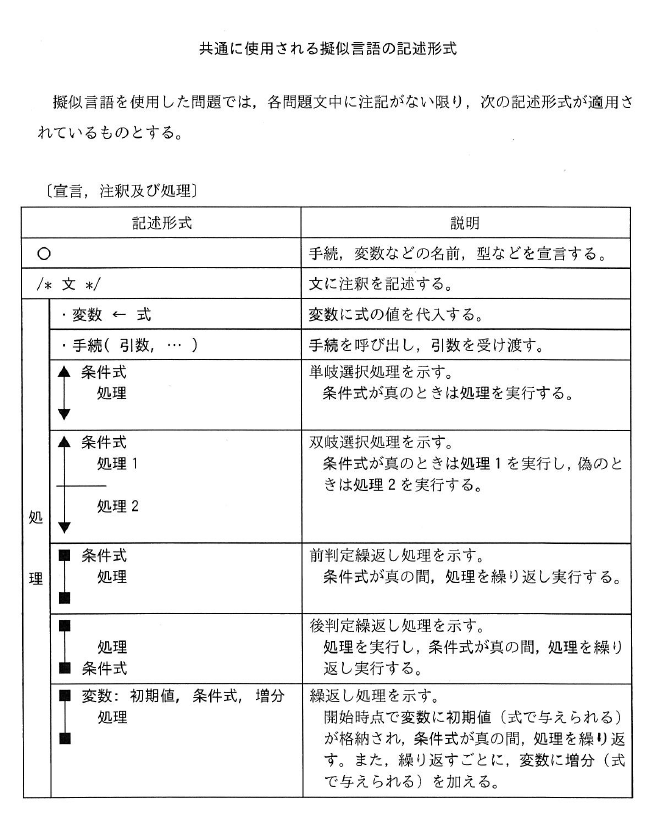 共通に使用される擬似言語の記述形式
擬似言語を使用した問題では，各問題文中に注記がない限り，次の記述形式が適用さ
れているものとする。
〔宣言，注釈及び処理〕
記述形式
説明
○
手続，変数などの名前，型などを宣言する。
/* 文 */
文に注釈を記述する。
処
理
・変数 ← 式
変数に式の値を代入する。
・手続( 引数, … )
手続を呼び出し，引数を受け渡す。
条件式
処理
単岐選択処理を示す。
条件式が真のときは処理を実行する。
条件式
処理 1
処理 2
双岐選択処理を示す。
条件式が真のときは処理 1 を実行し，偽のと
きは処理 2 を実行する。
条件式
処理
前判定繰返し処理を示す。
条件式が真の間，処理を繰り返し実行する。
処理
条件式
後判定繰返し処理を示す。
処理を実行し，条件式が真の間，処理を繰り
返し実行する。
変数: 初期値, 条件式, 増分
処理
繰返し処理を示す。
開始時点で変数に初期値（式で与えられる）
が格納され，条件式が真の間，処理を繰り返
す。また，繰り返すごとに，変数に増分（式
で与えられる）を加える。